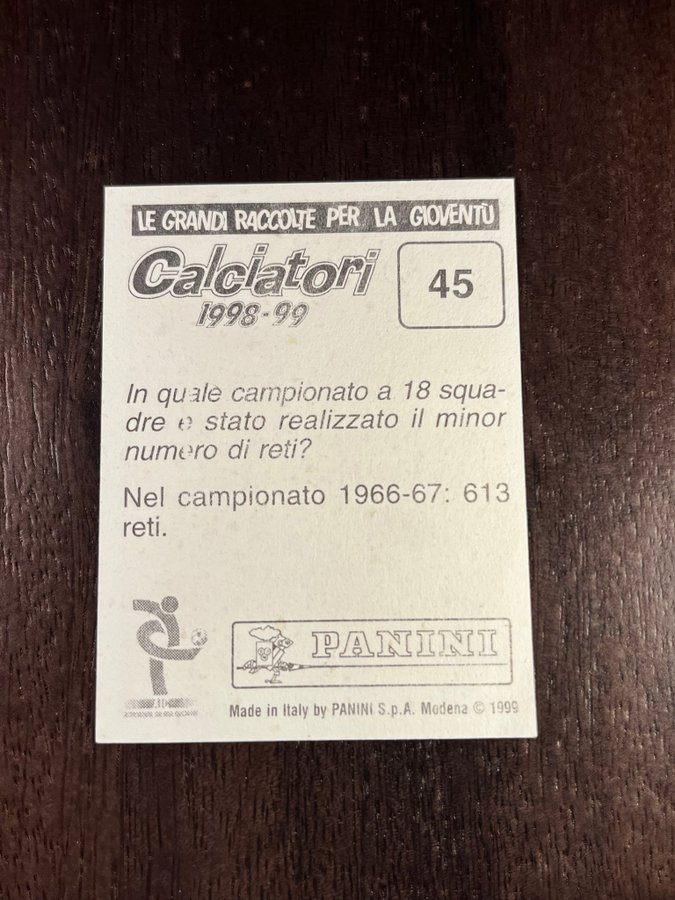 LE GRANDI RACCOLTE PER LA GIOVENTÙ
Calciatori
1998-99
45
In quale campionato a 18 squa-
dre è stato realizzato il minor
numero di reti?
Nel campionato 1966-67: 613
reti.
PANINI
Made in Italy by PANINI S.p.A. Modena © 1999